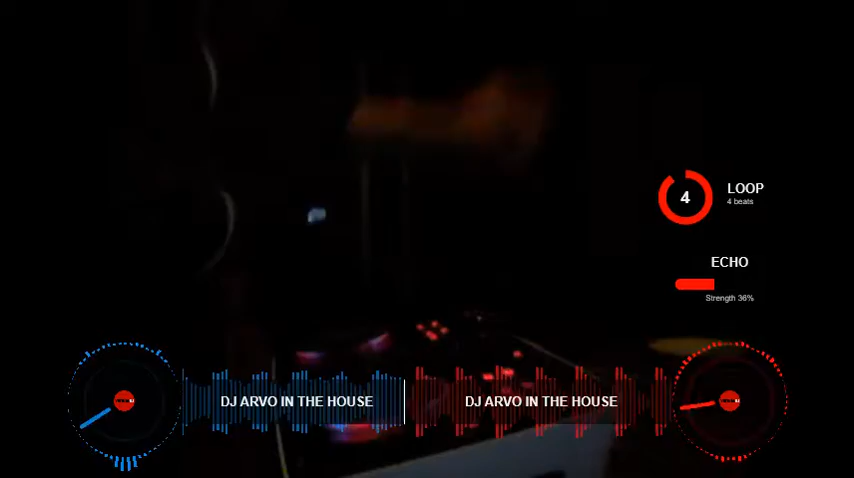 4
LOOP
4 beats
ECHO
Strength 36%
DJ ARVO IN THE HOUSE
DJ ARVO IN THE HOUSE